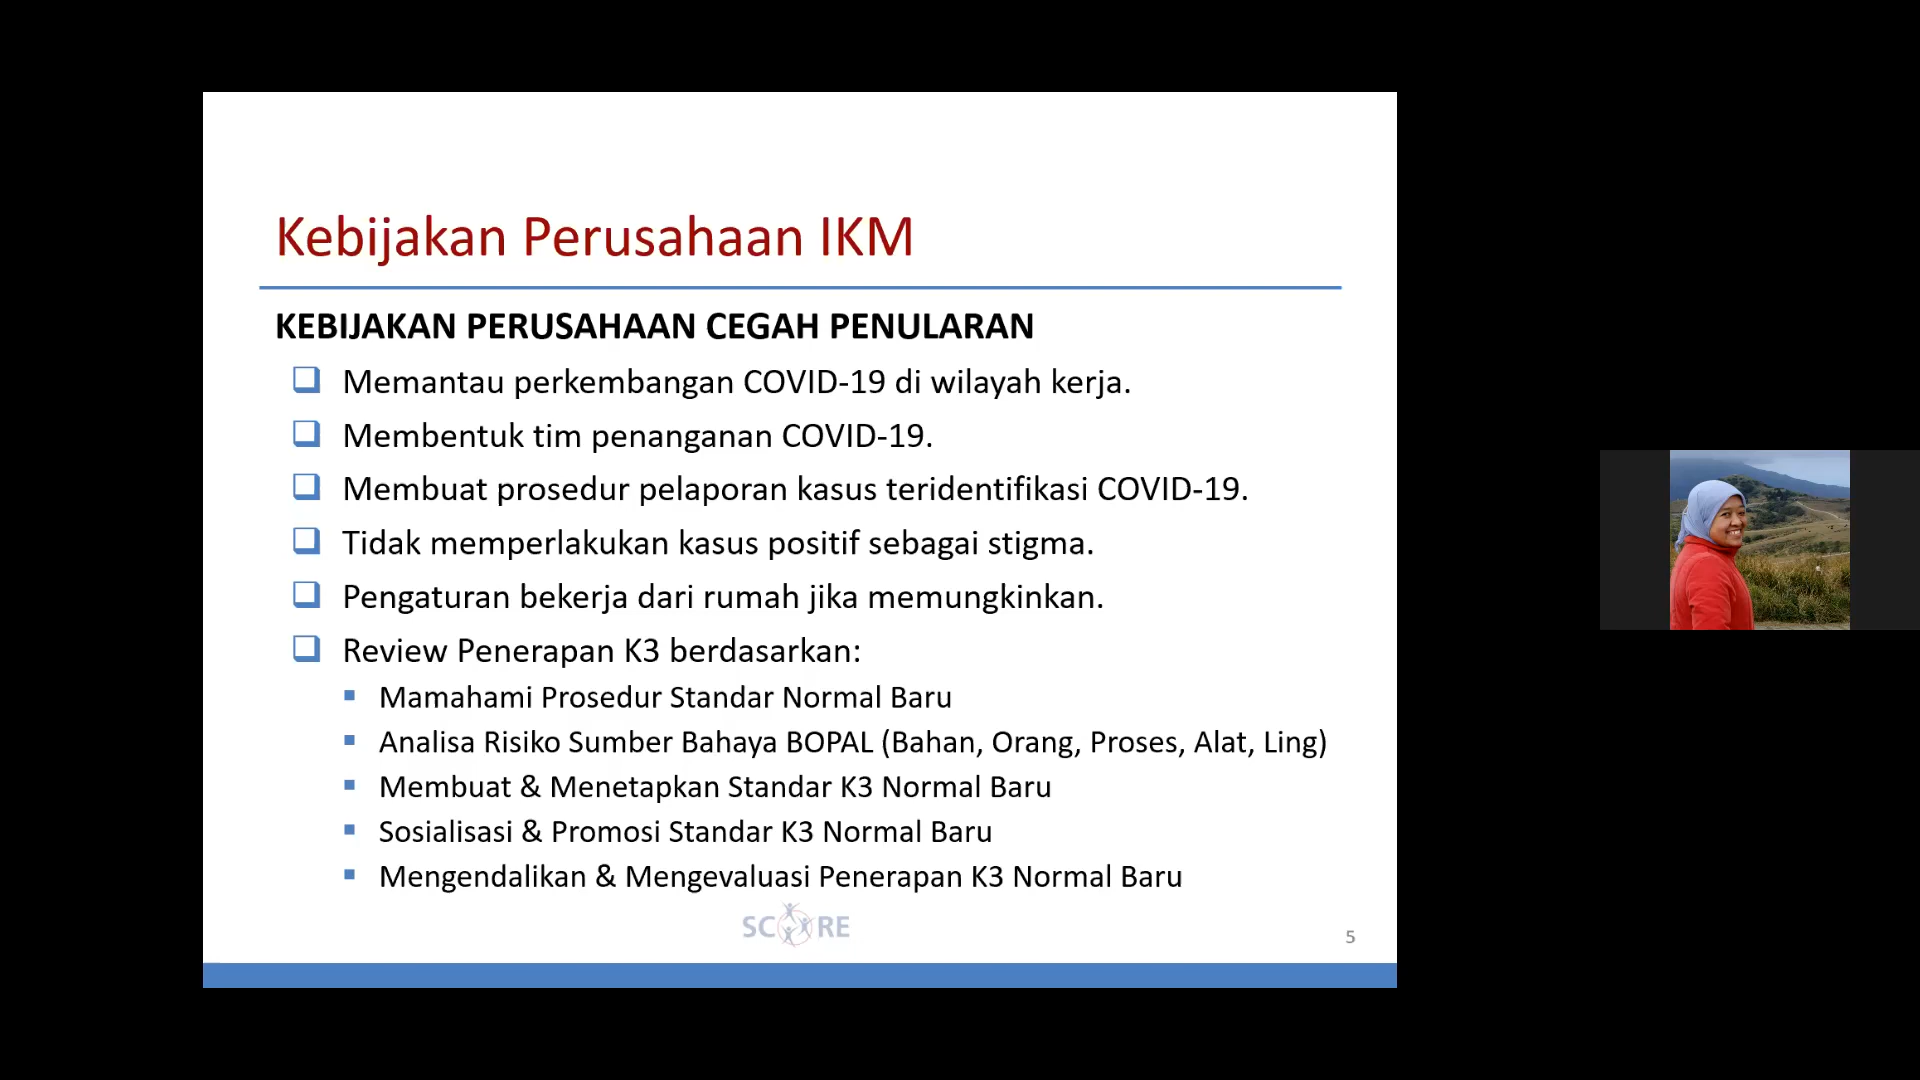 Kebijakan Perusahaan IKM
KEBIJAKAN PERUSAHAAN CEGAH PENULARAN
Memantau perkembangan COVID-19 di wilayah kerja.
Membentuk tim penanganan COVID-19.
Membuat prosedur pelaporan kasus teridentifikasi COVID-19.
Tidak memperlakukan kasus positif sebagai stigma.
Pengaturan bekerja dari rumah jika memungkinkan.
Review Penerapan K3 berdasarkan:
Mamahami Prosedur Standar Normal Baru
Analisa Risiko Sumber Bahaya BOPAL (Bahan, Orang, Proses, Alat, Ling)
Membuat & Menetapkan Standar K3 Normal Baru
Sosialisasi & Promosi Standar K3 Normal Baru
Mengendalikan & Mengevaluasi Penerapan K3 Normal Baru
SCORE
5